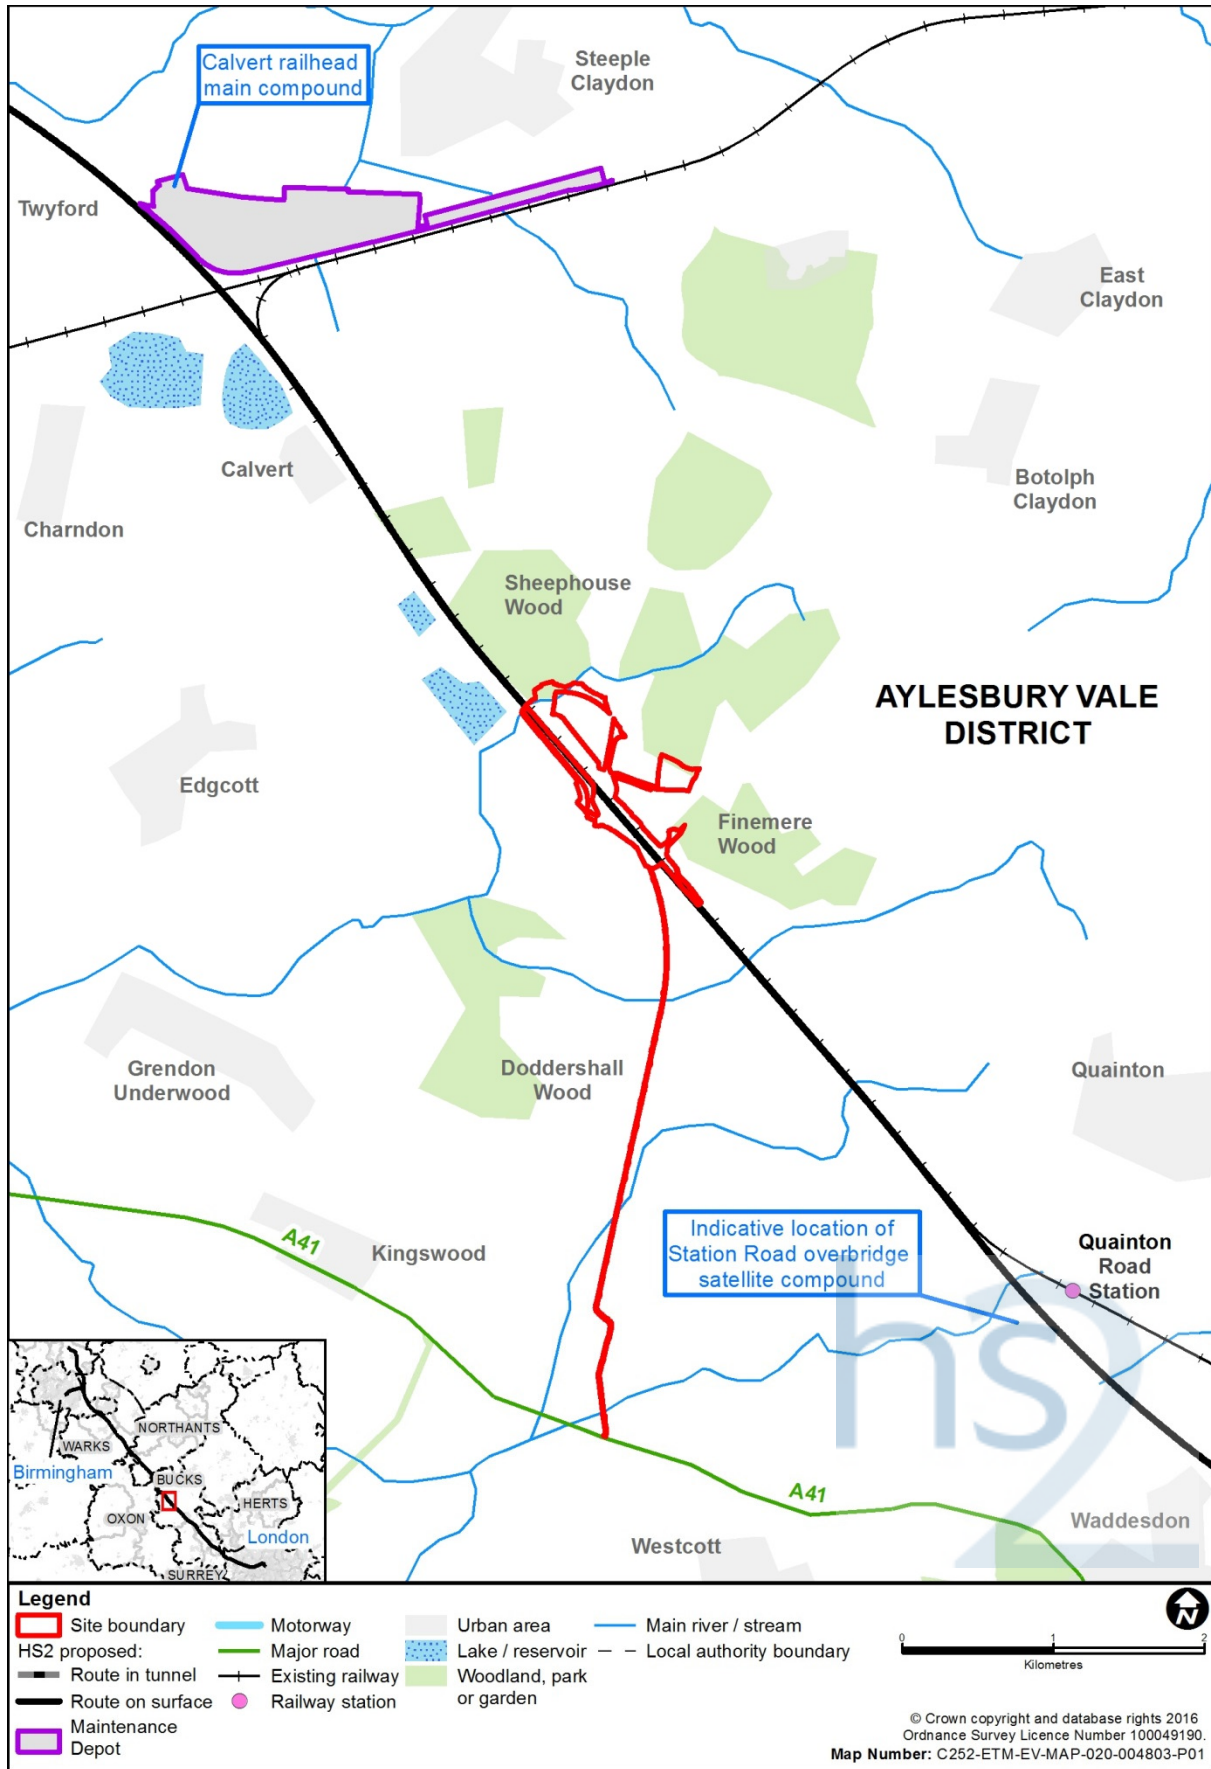 Calvert railhead
main compound
Steeple
Claydon
Twyford
East
Claydon
Calvert
Botolph
Claydon
Charndon
Sheephouse
Wood
AYLESBURY VALE
DISTRICT
Edgcott
Finemere
Wood
Grendon
Underwood
Doddershall
Wood
Quainton
A41
Kingswood
Indicative location of
Station Road overbridge
satellite compound
Quainton
Road
Station
hs2
A41
Westcott
Waddesdon
NORTHANTS
WARKS
Birmingham
BUCKS
HERTS
OXON
London
SURREY
Legend
Site boundary
HS2 proposed:
Route in tunnel
Route on surface
Maintenance
Depot
Motorway
Major road
Existing railway
Railway station
Urban area
Lake / reservoir
Woodland, park
or garden
Main river / stream
Local authority boundary
N
0 1 2
Kilometres
© Crown copyright and database rights 2016
Ordnance Survey Licence Number 100049190.
Map Number: C252-ETM-EV-MAP-020-004803-P01